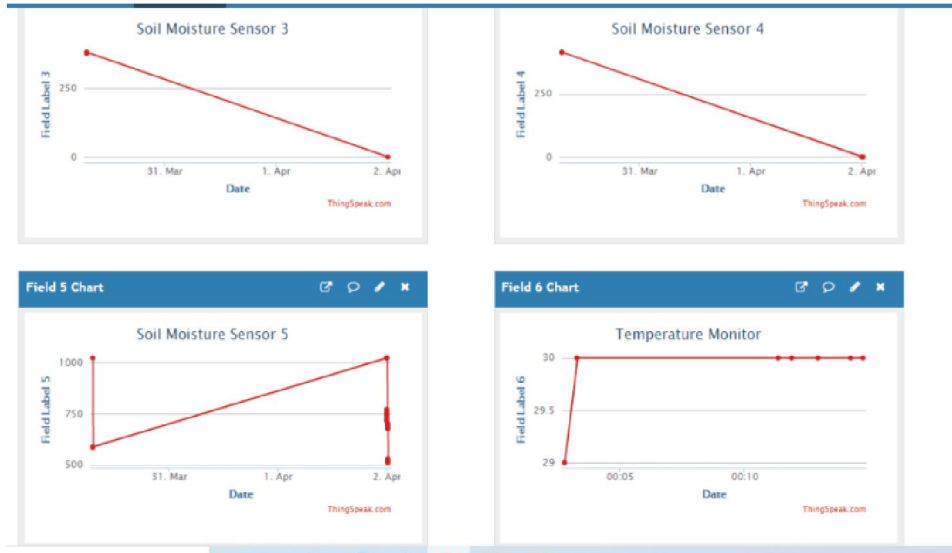 Soil Moisture Sensor 3
Field Label 3
250
0
31. Mar
1. Apr
2. Apr
Date
ThingSpeak.com
Soil Moisture Sensor 4
Field Label 4
250
0
31. Mar
1. Apr
2. Apr
Date
ThingSpeak.com
Field 5 Chart
Soil Moisture Sensor 5
Field Label 5
1000
750
500
31. Mar
1. Apr
2. Apr
Date
ThingSpeak.com
Field 6 Chart
Temperature Monitor
Field Label 6
30
29.5
29
00:05
00:10
Date
ThingSpeak.com